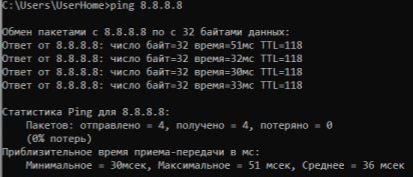 C:\Users\UserHome>ping 8.8.8.8
Обмен пакетами с 8.8.8.8 по с 32 байтами данных:
Ответ от 8.8.8.8: число байт=32 время=51мс TTL=118
Ответ от 8.8.8.8: число байт=32 время=32мс TTL=118
Ответ от 8.8.8.8: число байт=32 время=30мс TTL=118
Ответ от 8.8.8.8: число байт=32 время=33мс TTL=118
Статистика Ping для 8.8.8.8:
Пакетов: отправлено = 4, получено = 4, потеряно = 0
(0% потерь)
Приблизительное время приема-передачи в мс:
Минимальное = 30мсек, Максимальное = 51 мсек, Среднее = 36 мсек